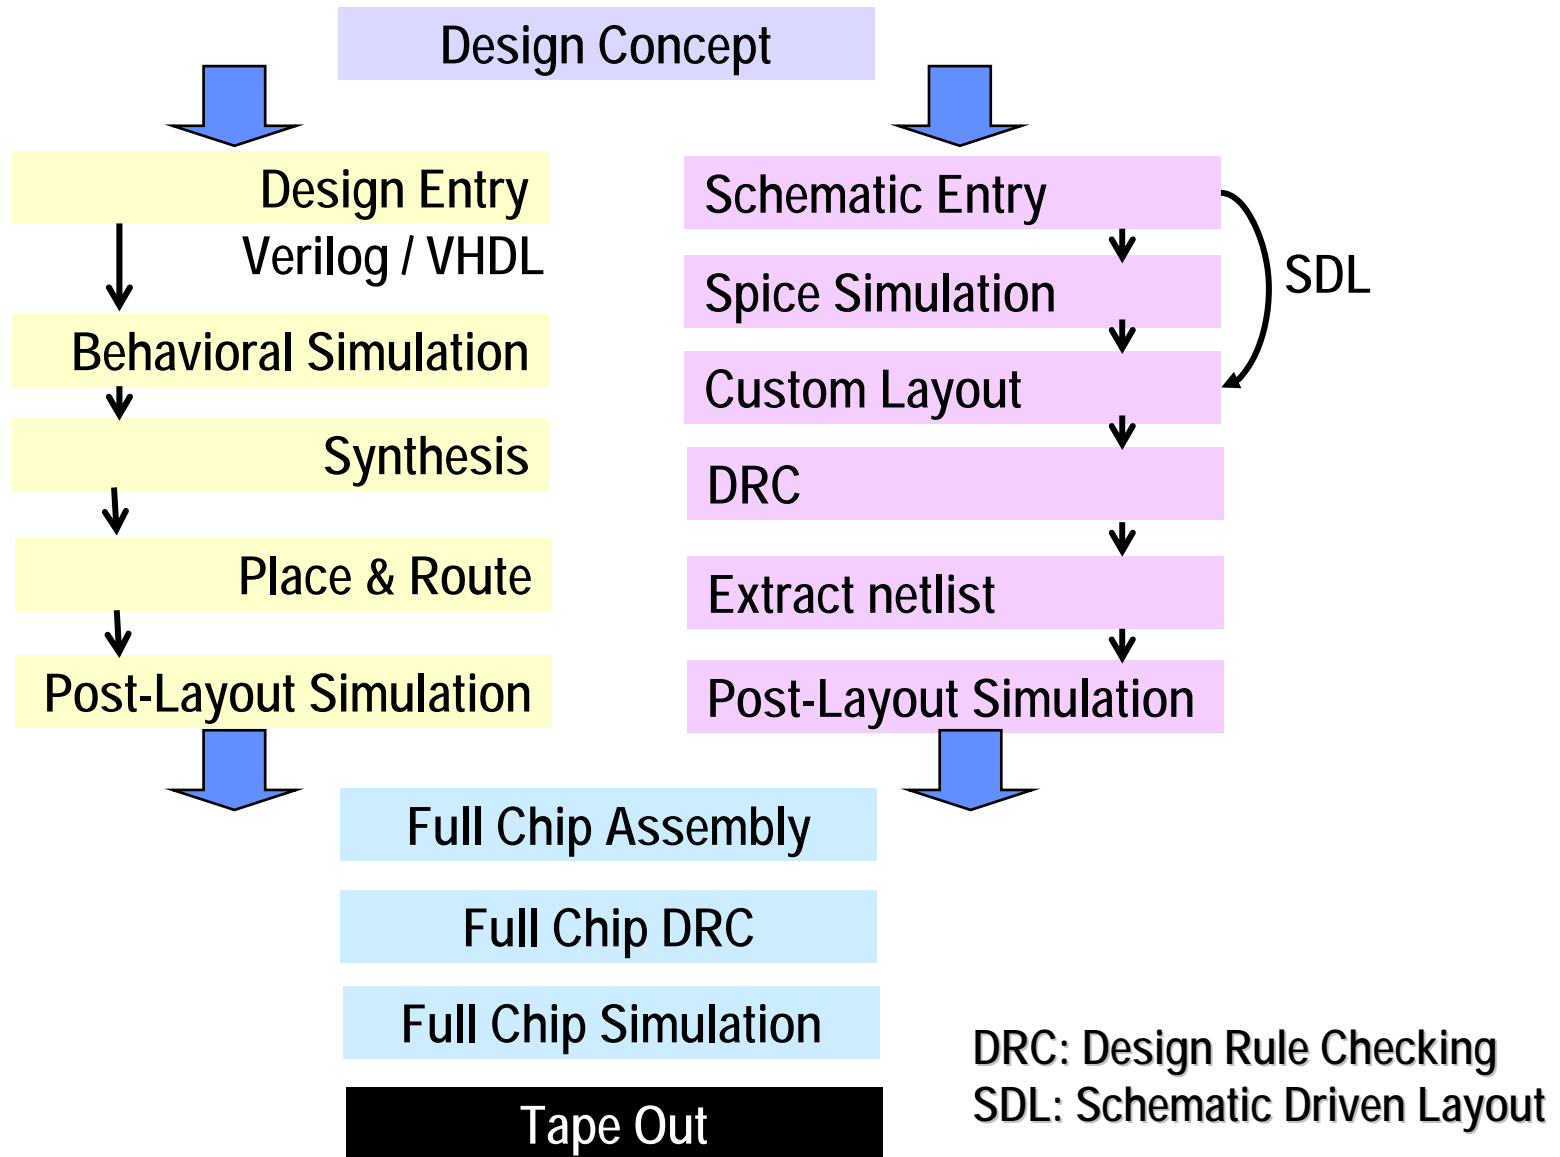 Design Concept
Design Entry
Verilog / VHDL
Behavioral Simulation
Synthesis
Place & Route
Post-Layout Simulation
Schematic Entry
Spice Simulation
SDL
Custom Layout
DRC
Extract netlist
Post-Layout Simulation
Full Chip Assembly
Full Chip DRC
Full Chip Simulation
Tape Out
DRC: Design Rule Checking
SDL: Schematic Driven Layout